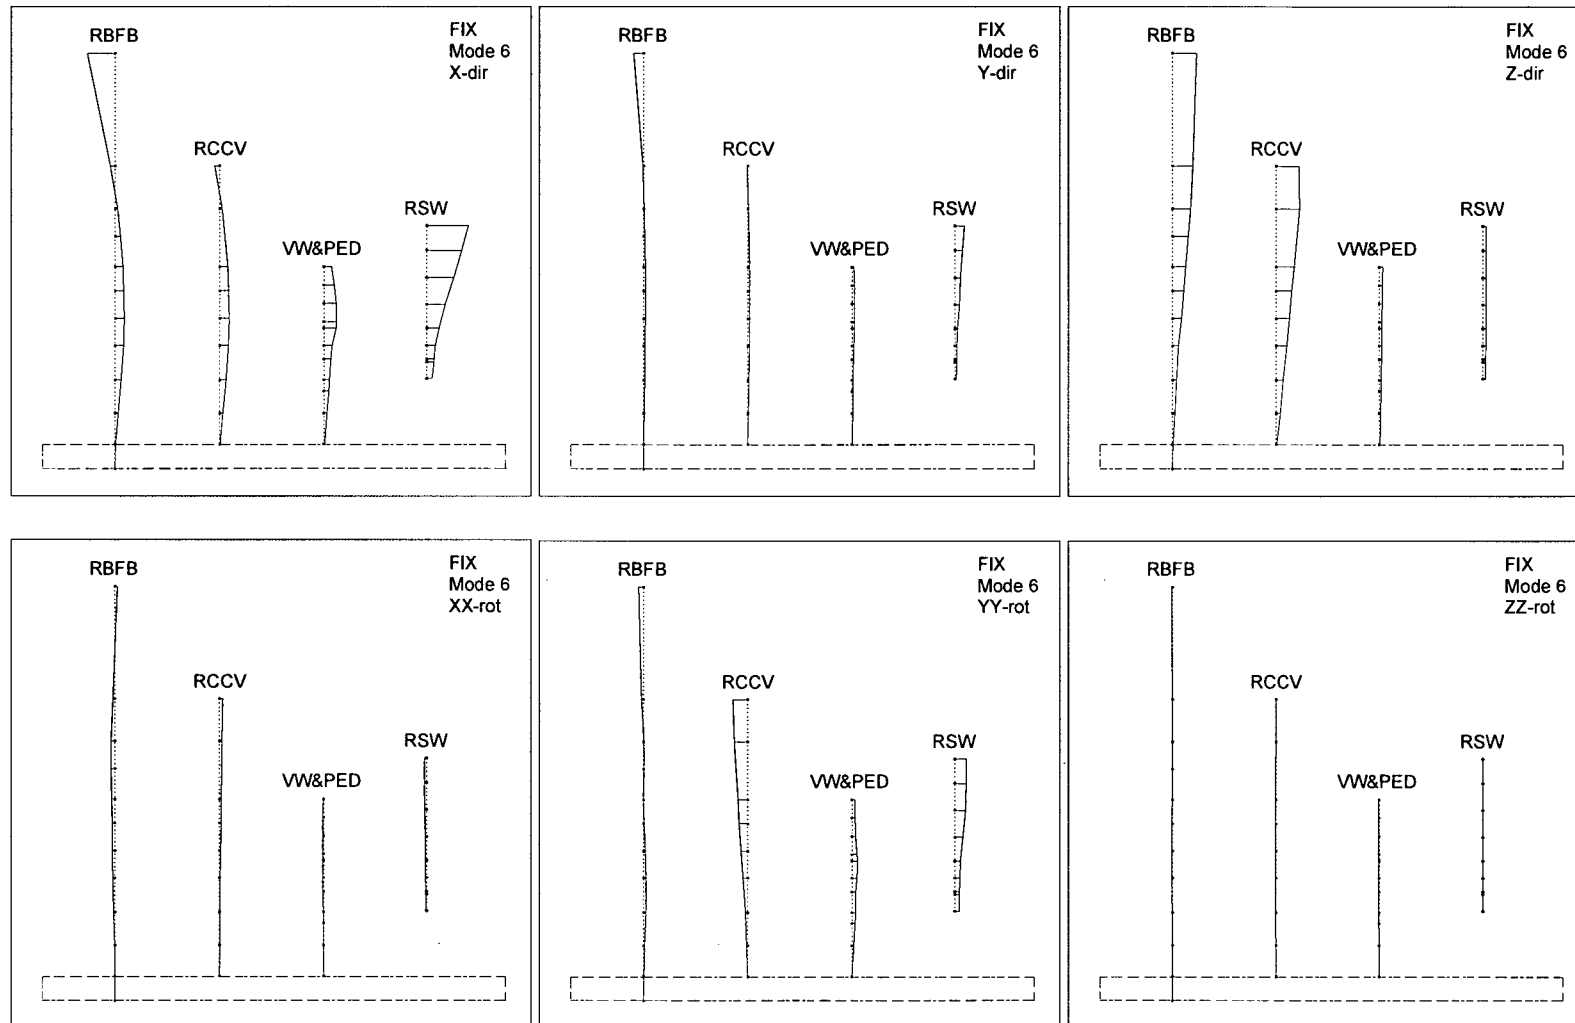 RBFB
FIX
Mode 6
X-dir
RCCV
RSW
VW&PED
RBFB
FIX
Mode 6
Y-dir
RCCV
RSW
VW&PED
RBFB
FIX
Mode 6
Z-dir
RCCV
RSW
VW&PED
RBFB
FIX
Mode 6
XX-rot
RCCV
RSW
VW&PED
RBFB
FIX
Mode 6
YY-rot
RCCV
RSW
VW&PED
RBFB
FIX
Mode 6
ZZ-rot
RCCV
RSW
VW&PED